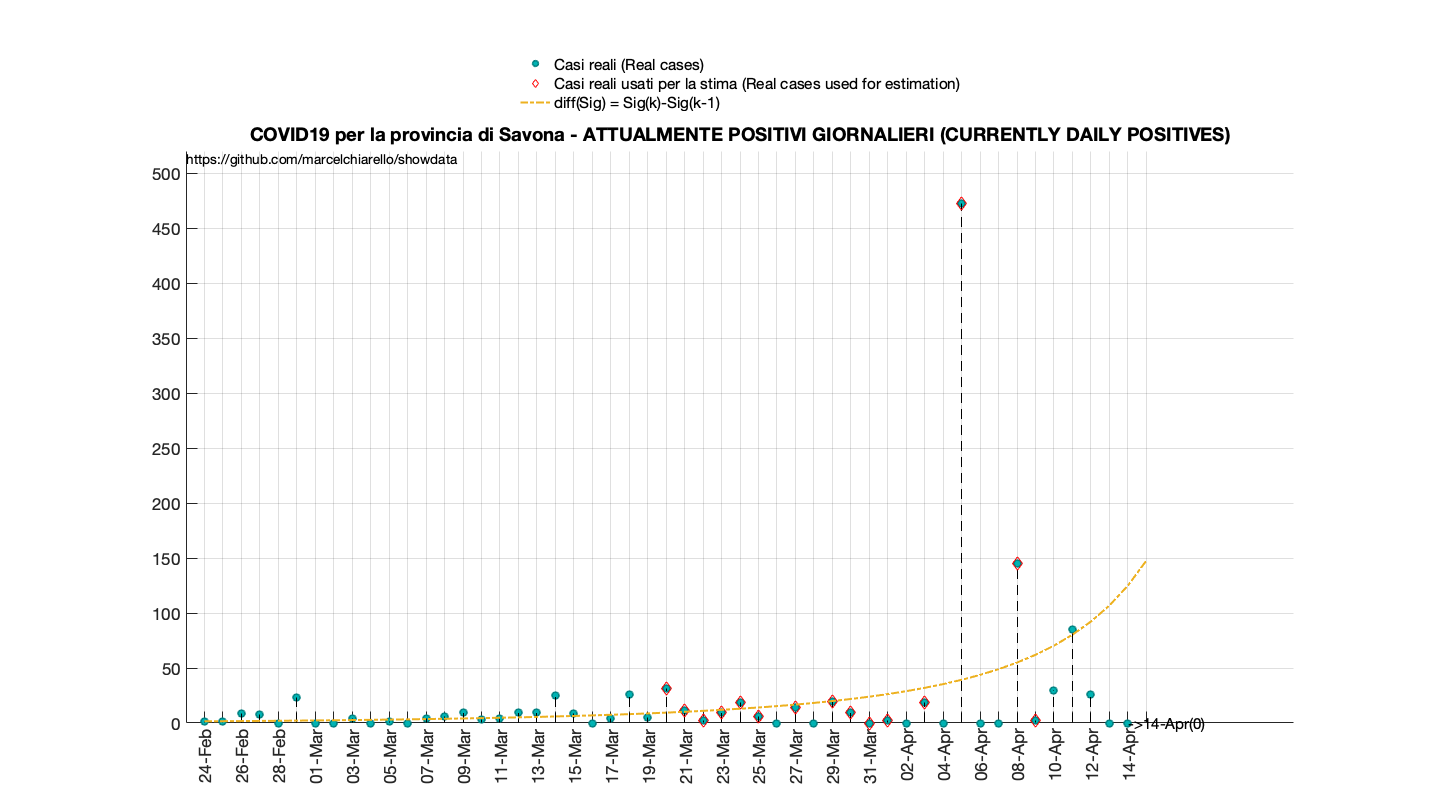 Casi reali (Real cases)
Casi reali usati per la stima (Real cases used for estimation)
diff(Sig) = Sig(k)-Sig(k-1)
COVID19 per la provincia di Savona - ATTUALMENTE POSITIVI GIORNALIERI (CURRENTLY DAILY POSITIVES)
https://github.com/marcelchiarello/showdata
500
450
400
350
300
250
200
150
100
50
0
->14-Apr(0)
24-Feb
26-Feb
28-Feb
01-Mar
03-Mar
05-Mar
07-Mar
09-Mar
11-Mar
13-Mar
15-Mar
17-Mar
19-Mar
21-Mar
23-Mar
25-Mar
27-Mar
29-Mar
31-Mar
02-Apr
04-Apr
06-Apr
08-Apr
10-Apr
12-Apr
14-Apr